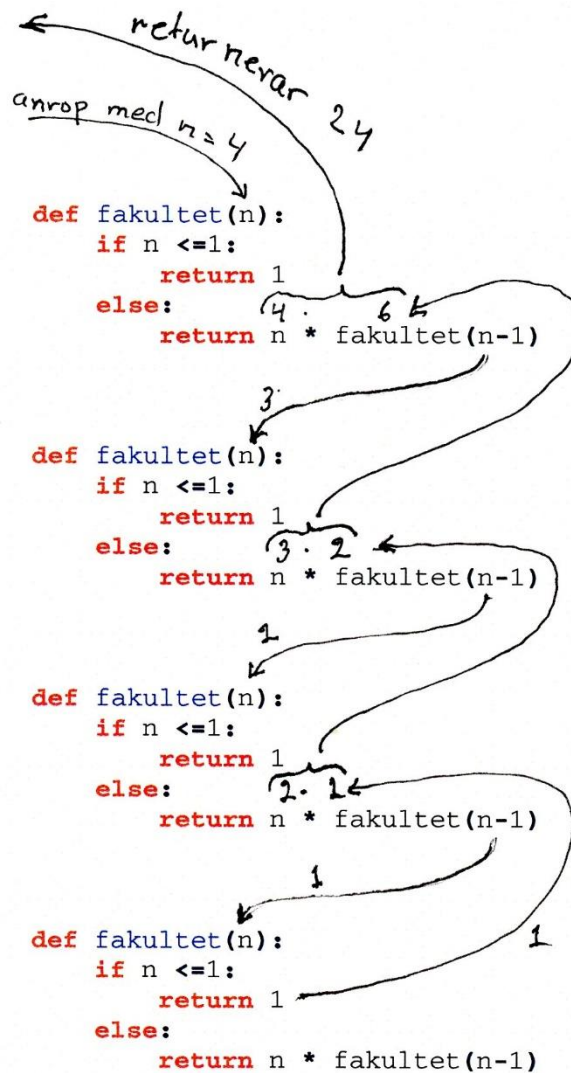 returnerar 24
anrop med n = 4
def fakultet(n):
    if n <=1:
        return 1
    else:
4 · 6
        return n * fakultet(n-1)
3
def fakultet(n):
    if n <=1:
        return 1
    else:
3 · 2
        return n * fakultet(n-1)
2
def fakultet(n):
    if n <=1:
        return 1
    else:
2 · 1
        return n * fakultet(n-1)
1
def fakultet(n):
1
    if n <=1:
        return 1
    else:
        return n * fakultet(n-1)